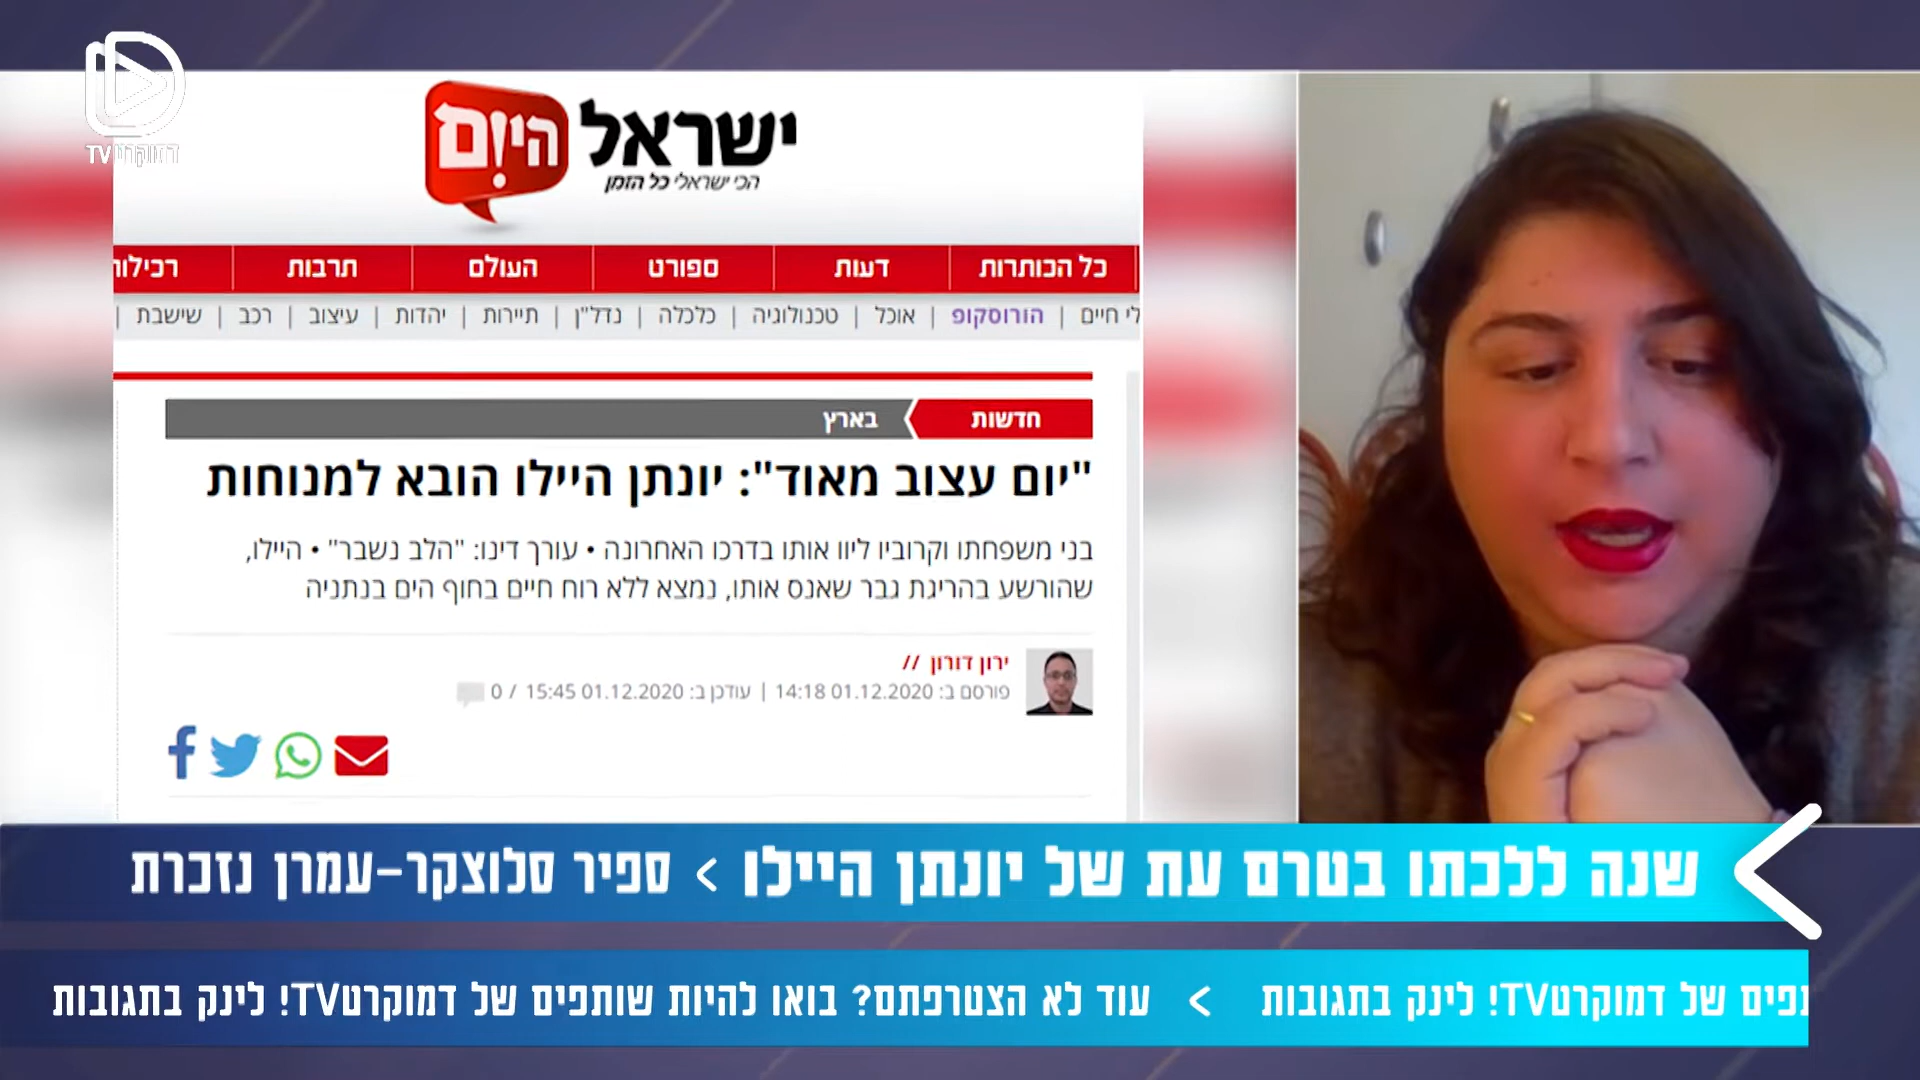 דמוקרטTV
ישראל היום
הכי ישראלי כל הזמן
כל הכותרות דעות ספורט העולם תרבות רכילות
לי חיים | הורוסקופ | אוכל | טכנולוגיה | כלכלה | נדל"ן | תיירות | יהדות | עיצוב | רכב | שישבת |
חדשות בארץ
"יום עצוב מאוד": יונתן היילו הובא למנוחות
בני משפחתו וקרוביו ליוו אותו בדרכו האחרונה • עורך דינו: "הלב נשבר" • היילו,
שהורשע בהריגת גבר שאנס אותו, נמצא ללא רוח חיים בחוף הים בנתניה
ירון דורון //
פורסם ב: 01.12.2020 14:18 | עודכן ב: 01.12.2020 15:45 / 0
שנה ללכתו בטרם עת של יונתן היילו > ספיר סלוצקר-עמרן נזכרת
תפים של דמוקרטTV! לינק בתגובות > עוד לא הצטרפתם? בואו להיות שותפים של דמוקרטTV! לינק בתגובות